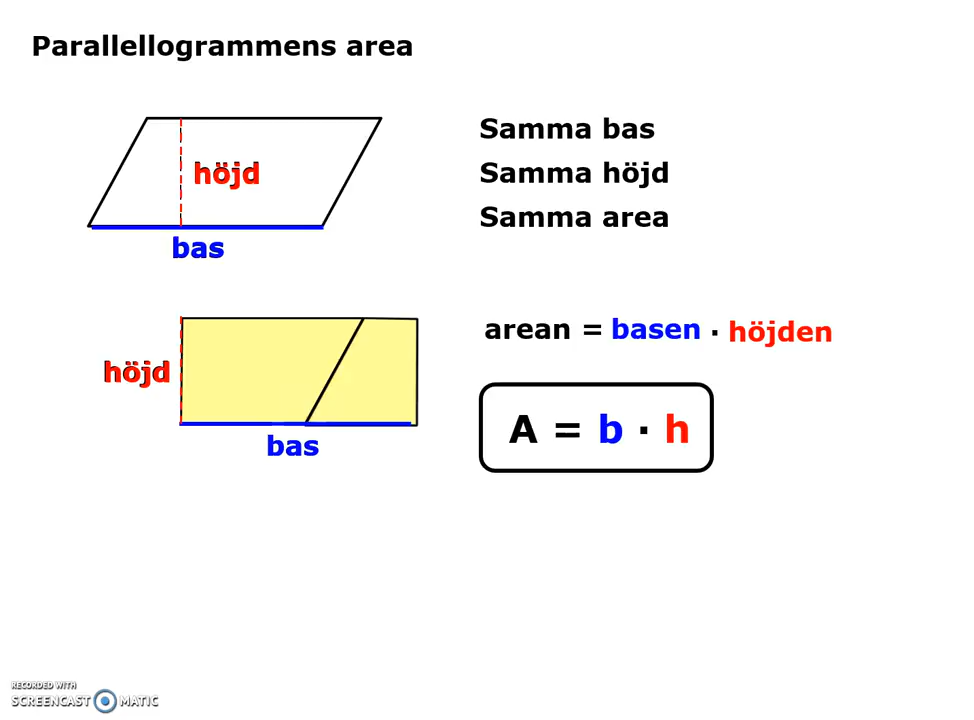 Parallellogrammens area
höjd
bas
Samma bas
Samma höjd
Samma area
höjd
bas
arean = basen · höjden
A = b · h
RECORDED WITH
SCREENCAST MATIC